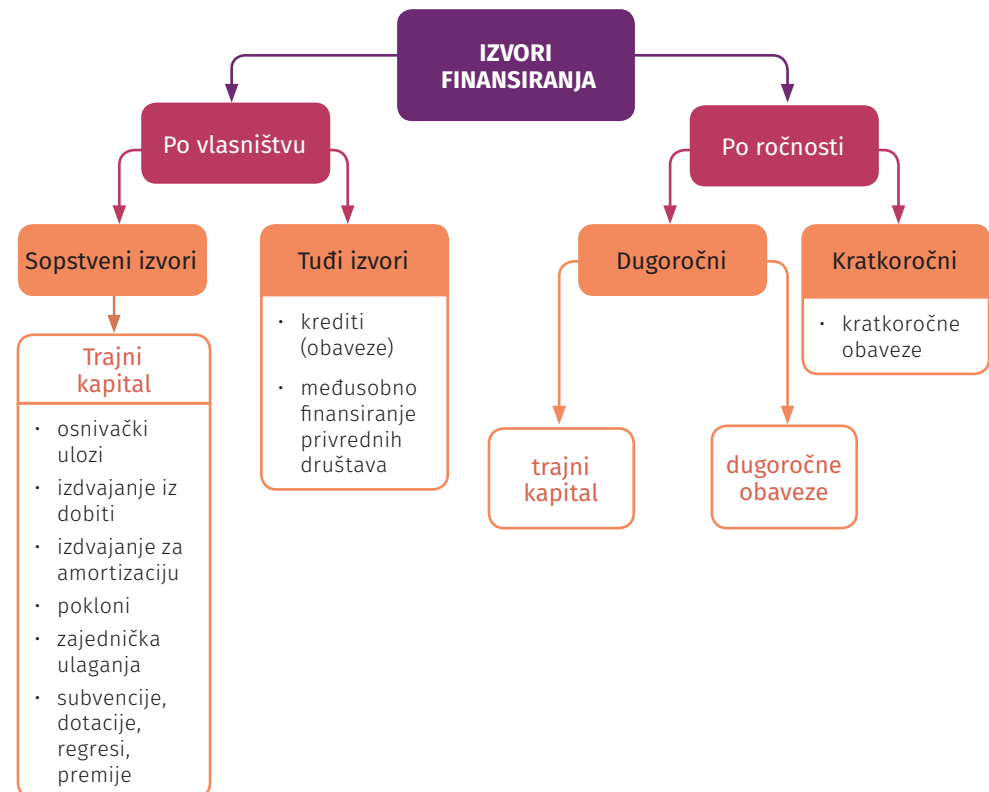 IZVORI
FINANSIRANJA
Po vlasništvu
Po ročnosti
Sopstveni izvori
Tuđi izvori
Dugoročni
Kratkoročni
Trajni
kapital
• osnivački
ulozi
• izdvajanje iz
dobiti
• izdvajanje za
amortizaciju
• pokloni
• zajednička
ulaganja
• subvencije,
dotacije,
regresi,
premije
• krediti
(obaveze)
• međusobno
finansiranje
privrednih
društava
trajni
kapital
dugoročne
obaveze
• kratkoročne
obaveze